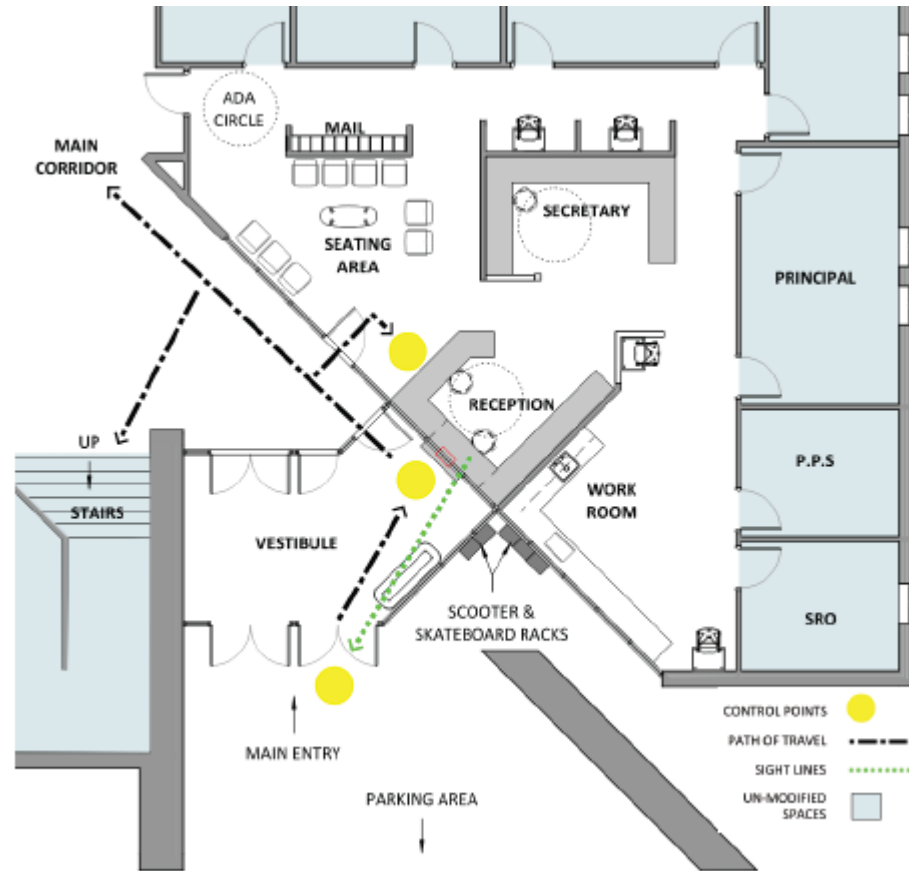 ADA
CIRCLE
MAIL
MAIN
CORRIDOR
SECRETARY
SEATING
AREA
PRINCIPAL
RECEPTION
UP
P.P.S
STAIRS
WORK
ROOM
VESTIBULE
SCOOTER &
SKATEBOARD RACKS
SRO
MAIN ENTRY
PARKING AREA
CONTROL POINTS
PATH OF TRAVEL
SIGHT LINES
UN-MODIFIED
SPACES